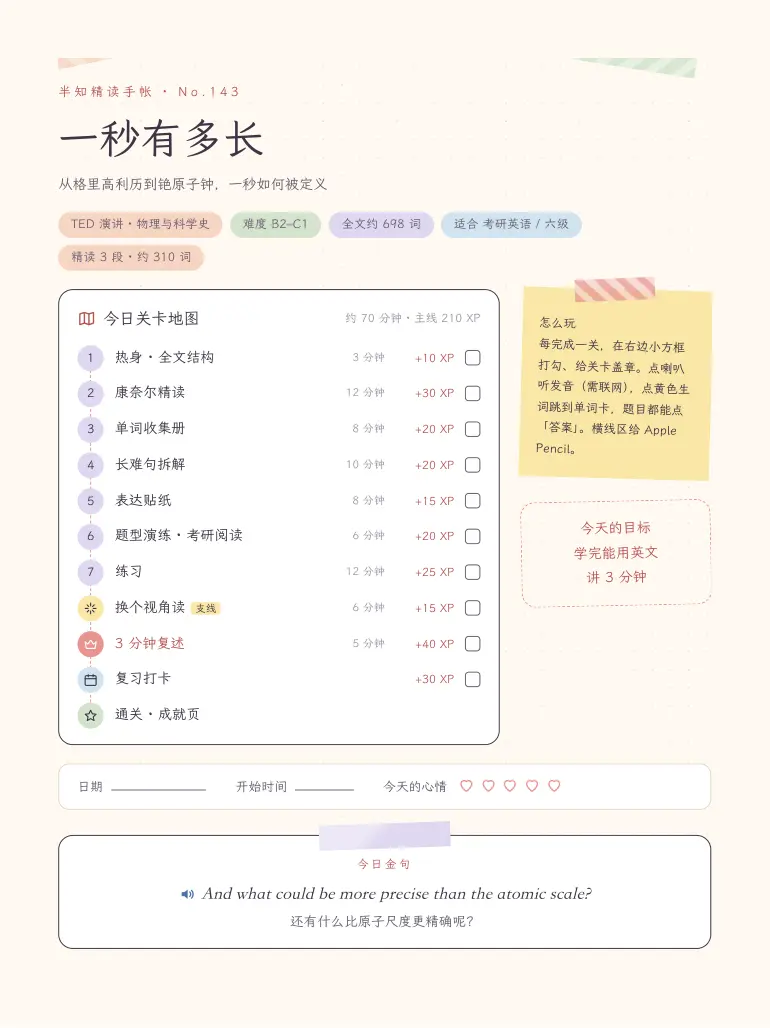 半知精读手帐 · No.143
一秒有多长
从格里高利历到铯原子钟，一秒如何被定义
TED 演讲·物理与科学史
难度 B2–C1
全文约 698 词
适合 考研英语 / 六级
精读 3 段·约 310 词
今日关卡地图
约 70 分钟·主线 210 XP
1 热身·全文结构 3 分钟 +10 XP
2 康奈尔精读 12 分钟 +30 XP
3 单词收集册 8 分钟 +20 XP
4 长难句拆解 10 分钟 +20 XP
5 表达贴纸 8 分钟 +15 XP
6 题型演练·考研阅读 6 分钟 +20 XP
7 练习 12 分钟 +25 XP
换个视角读 支线 6 分钟 +15 XP
3 分钟复述 5 分钟 +40 XP
复习打卡 +30 XP
通关·成就页
怎么玩
每完成一关，在右边小方框
打勾、给关卡盖章。点喇叭
听发音（需联网），点黄色生
词跳到单词卡，题目都能点
「答案」。横线区给 Apple
Pencil。
今天的目标
学完能用英文
讲 3 分钟
日期
开始时间
今天的心情
今日金句
And what could be more precise than the atomic scale?
还有什么比原子尺度更精确呢？